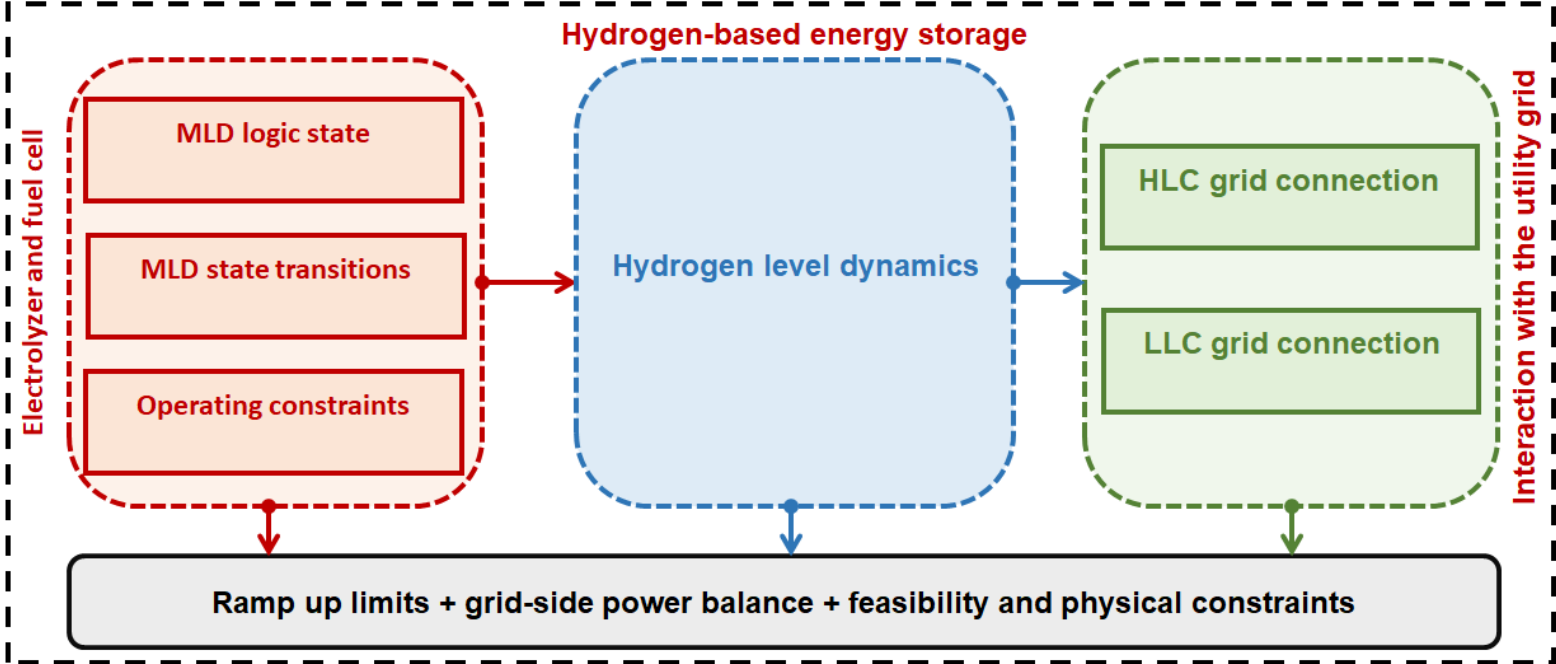 Hydrogen-based energy storage
Electrolyzer and fuel cell
MLD logic state
MLD state transitions
Operating constraints
Hydrogen level dynamics
HLC grid connection
LLC grid connection
Interaction with the utility grid
Ramp up limits + grid-side power balance + feasibility and physical constraints